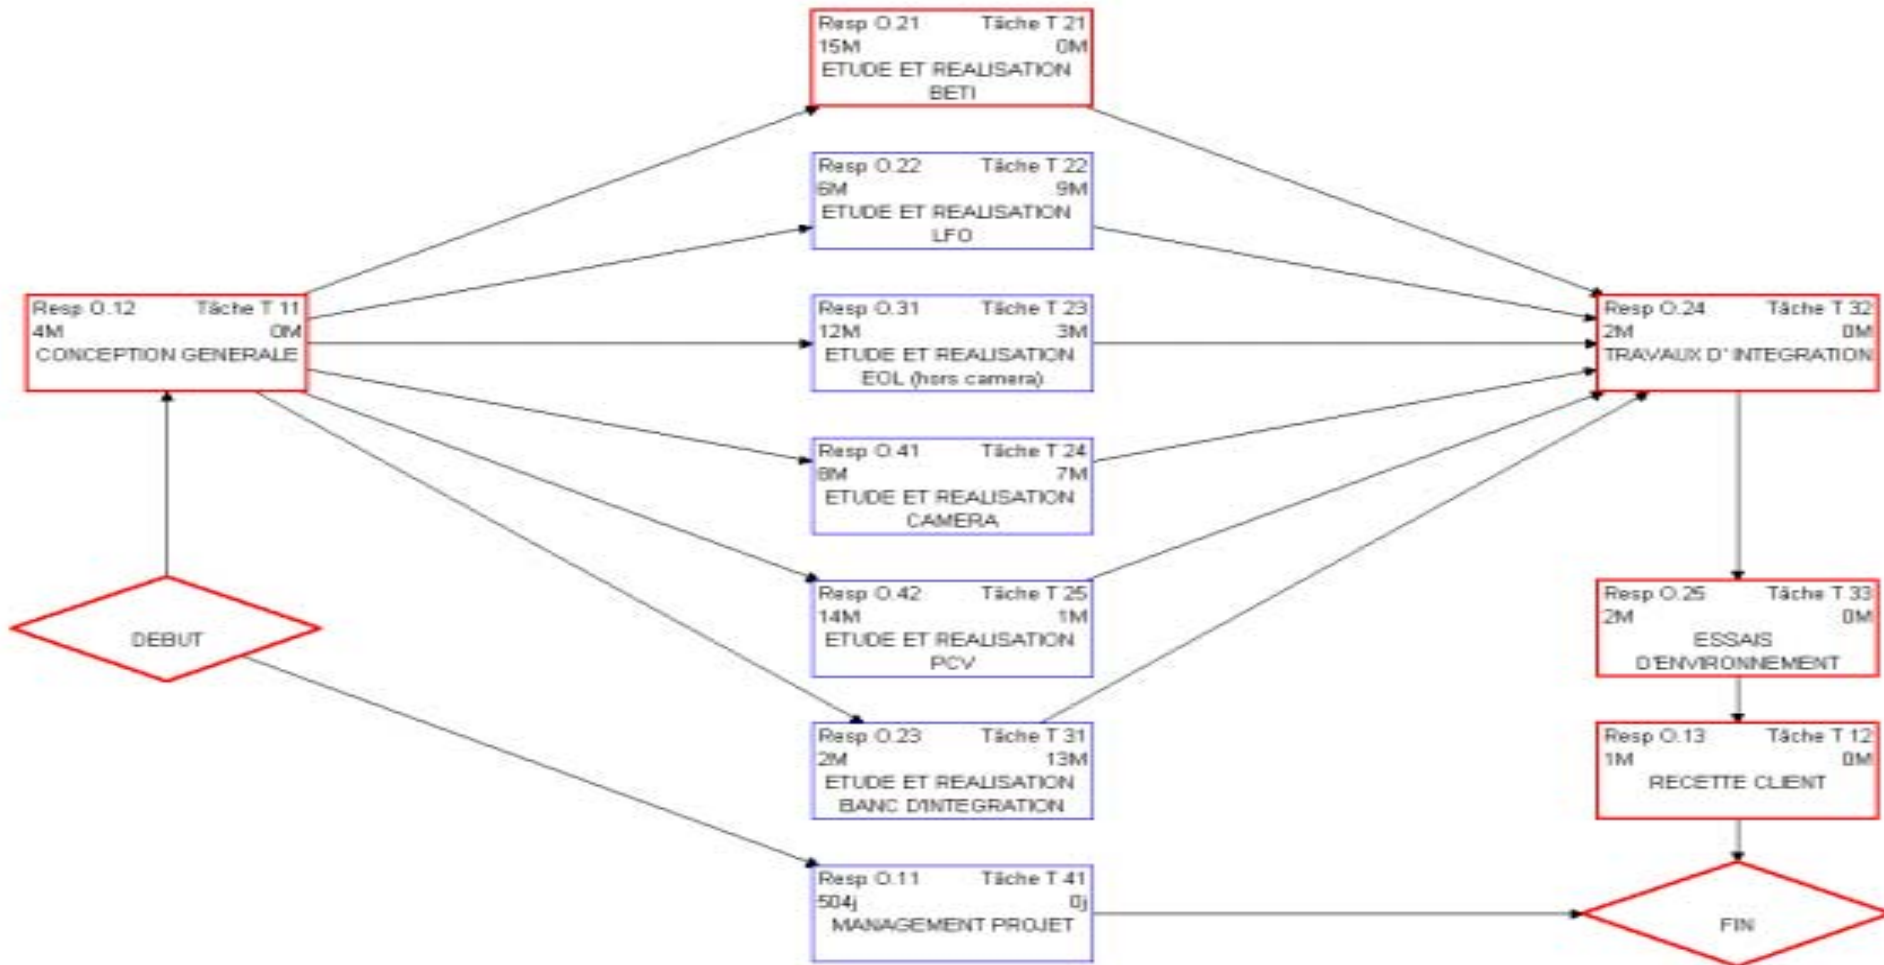 Resp O.21 Tâche T.21
15M 0M
ETUDE ET REALISATION
BETI
Resp O.22 Tâche T.22
6M 9M
ETUDE ET REALISATION
LFO
Resp O.12 Tâche T.11
4M 0M
CONCEPTION GENERALE
Resp O.31 Tâche T.23
12M 3M
ETUDE ET REALISATION
EOL (hors camera)
Resp O.24 Tâche T.32
2M 0M
TRAVAUX D'INTEGRATION
Resp O.41 Tâche T.24
8M 7M
ETUDE ET REALISATION
CAMERA
DEBUT
Resp O.42 Tâche T.25
14M 1M
ETUDE ET REALISATION
PCV
Resp O.25 Tâche T.33
2M 0M
ESSAIS
D'ENVIRONNEMENT
Resp O.23 Tâche T.31
2M 13M
ETUDE ET REALISATION
BANC D'INTEGRATION
Resp O.13 Tâche T.12
1M 0M
RECETTE CLIENT
Resp O.11 Tâche T.41
504j 0j
MANAGEMENT PROJET
FIN